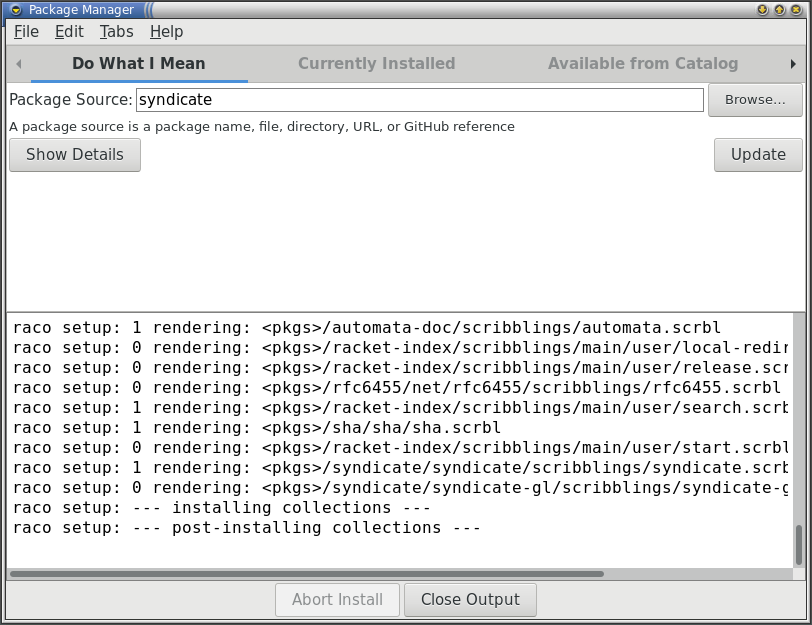 Package Manager
File Edit Tabs Help
Do What I Mean Currently Installed Available from Catalog
Package Source: syndicate Browse...
A package source is a package name, file, directory, URL, or GitHub reference
Show Details Update
raco setup: 1 rendering: <pkgs>/automata-doc/scribblings/automata.scrbl
raco setup: 0 rendering: <pkgs>/racket-index/scribblings/main/user/local-redir
raco setup: 0 rendering: <pkgs>/racket-index/scribblings/main/user/release.scr
raco setup: 0 rendering: <pkgs>/rfc6455/net/rfc6455/scribblings/rfc6455.scrbl
raco setup: 1 rendering: <pkgs>/racket-index/scribblings/main/user/search.scrb
raco setup: 1 rendering: <pkgs>/sha/sha/sha.scrbl
raco setup: 0 rendering: <pkgs>/racket-index/scribblings/main/user/start.scrbl
raco setup: 1 rendering: <pkgs>/syndicate/syndicate/scribblings/syndicate.scrb
raco setup: 0 rendering: <pkgs>/syndicate/syndicate-gl/scribblings/syndicate-g
raco setup: --- installing collections ---
raco setup: --- post-installing collections ---
Abort Install Close Output